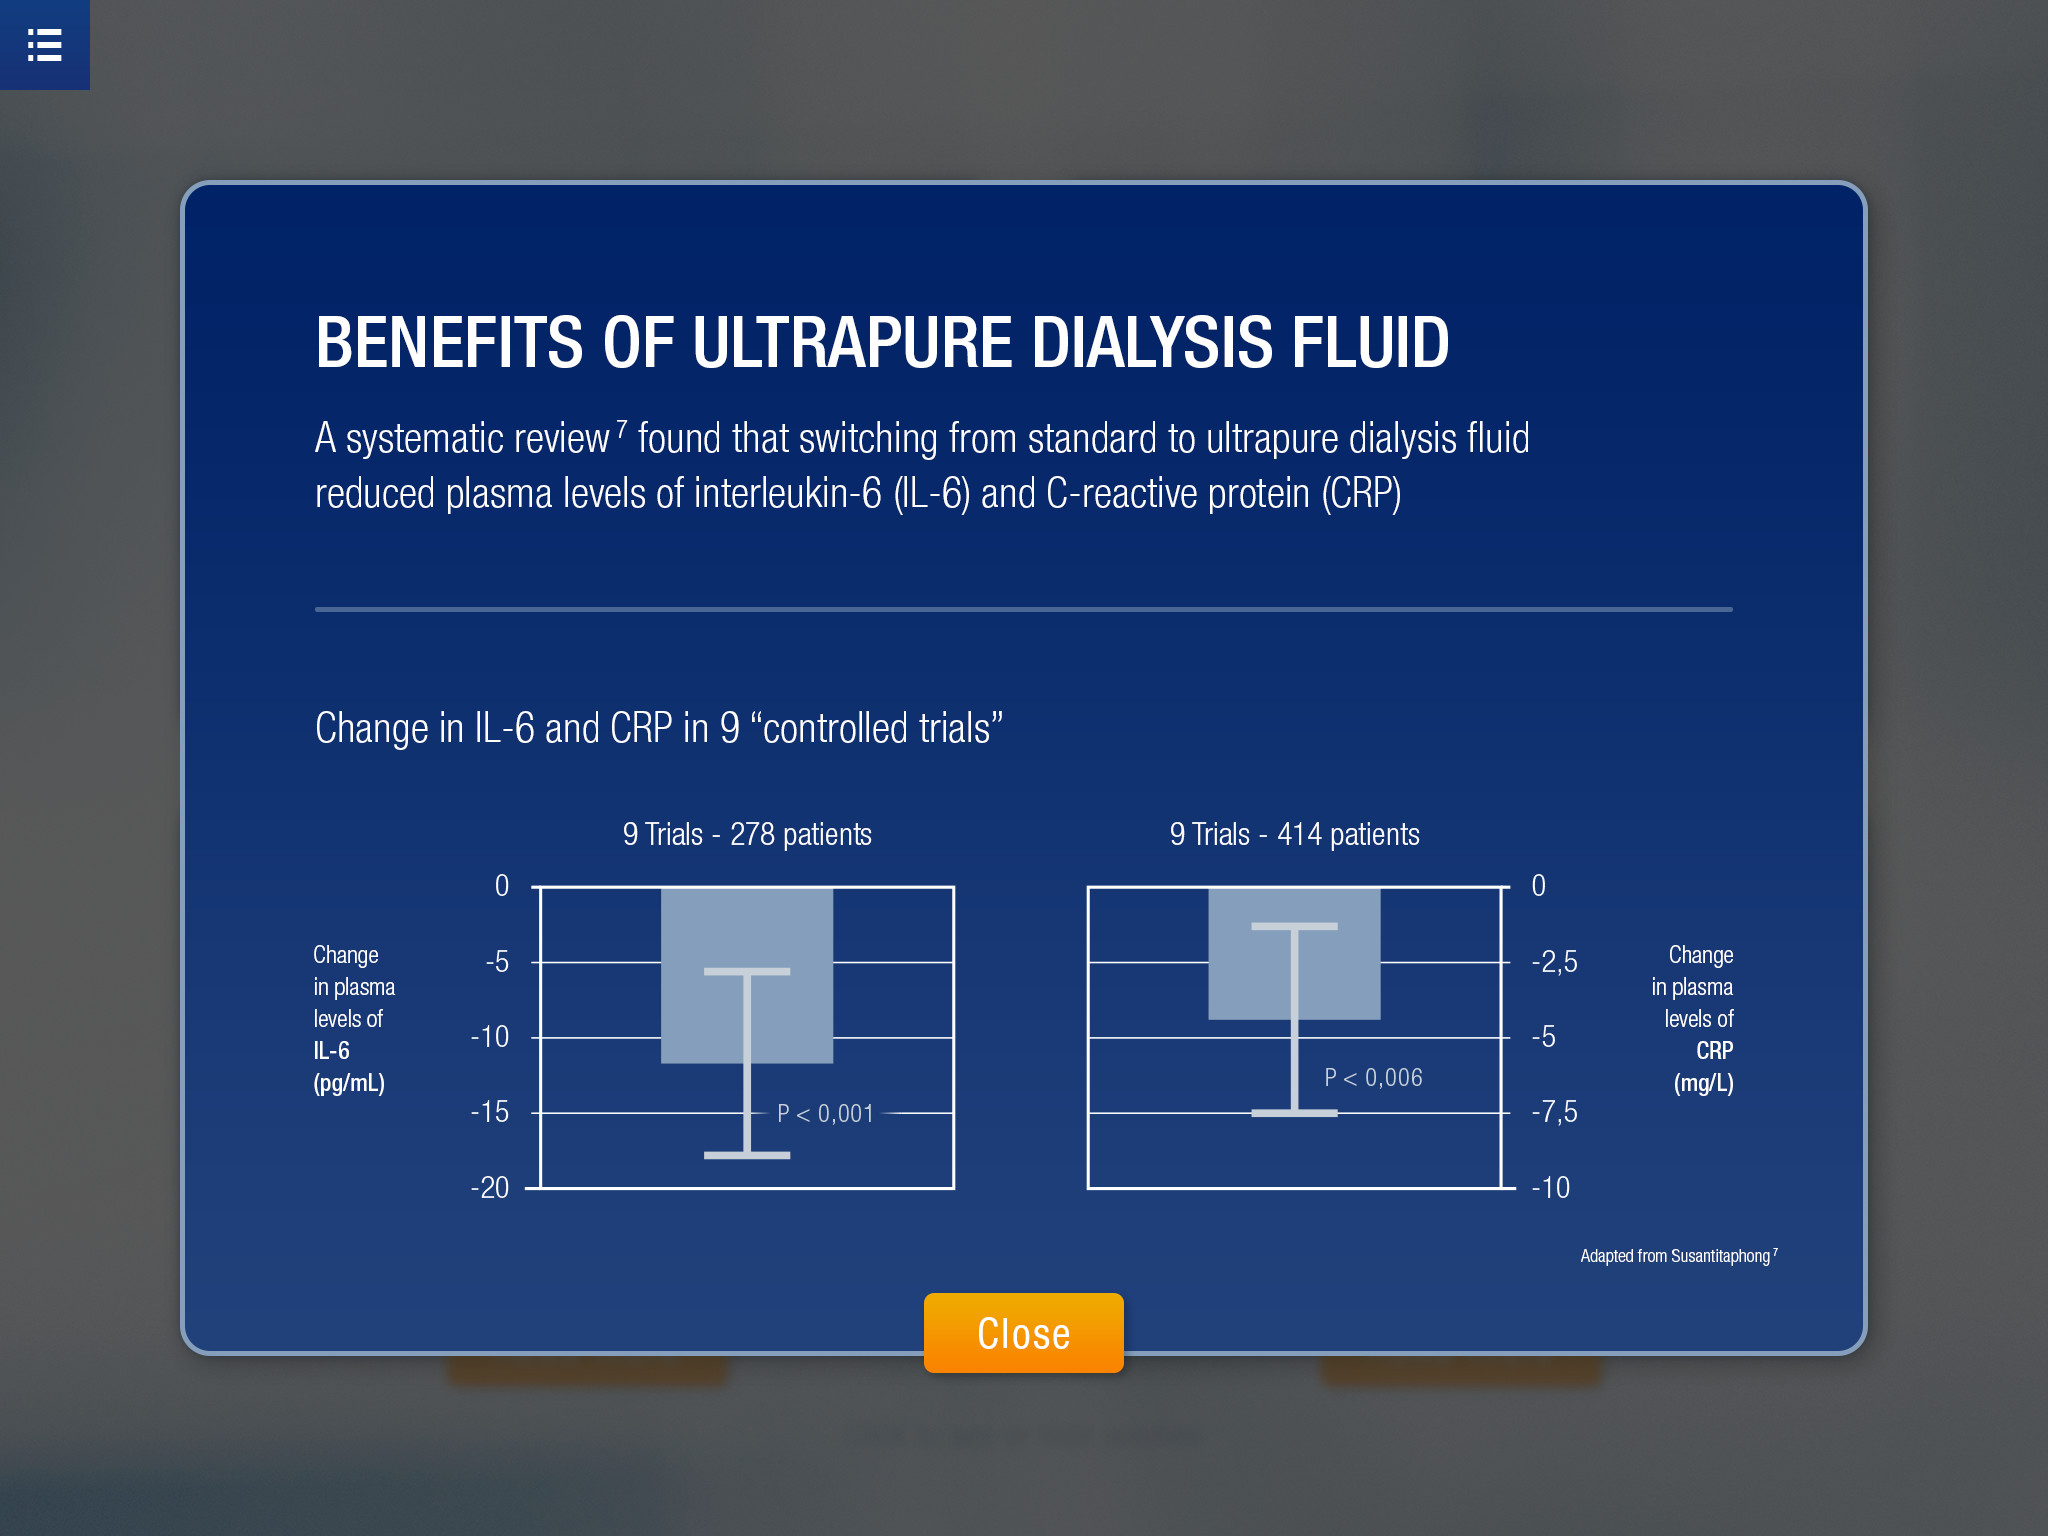 BENEFITS OF ULTRAPURE DIALYSIS FLUID
A systematic review 7 found that switching from standard to ultrapure dialysis fluid
reduced plasma levels of interleukin-6 (IL-6) and C-reactive protein (CRP)
Change in IL-6 and CRP in 9 “controlled trials”
9 Trials - 278 patients
Change
in plasma
levels of
IL-6
(pg/mL)
0
-5
-10
-15
-20
P < 0,001
9 Trials - 414 patients
P < 0,006
0
-2,5
-5
-7,5
-10
Change
in plasma
levels of
CRP
(mg/L)
Adapted from Susantitaphong 7
Close